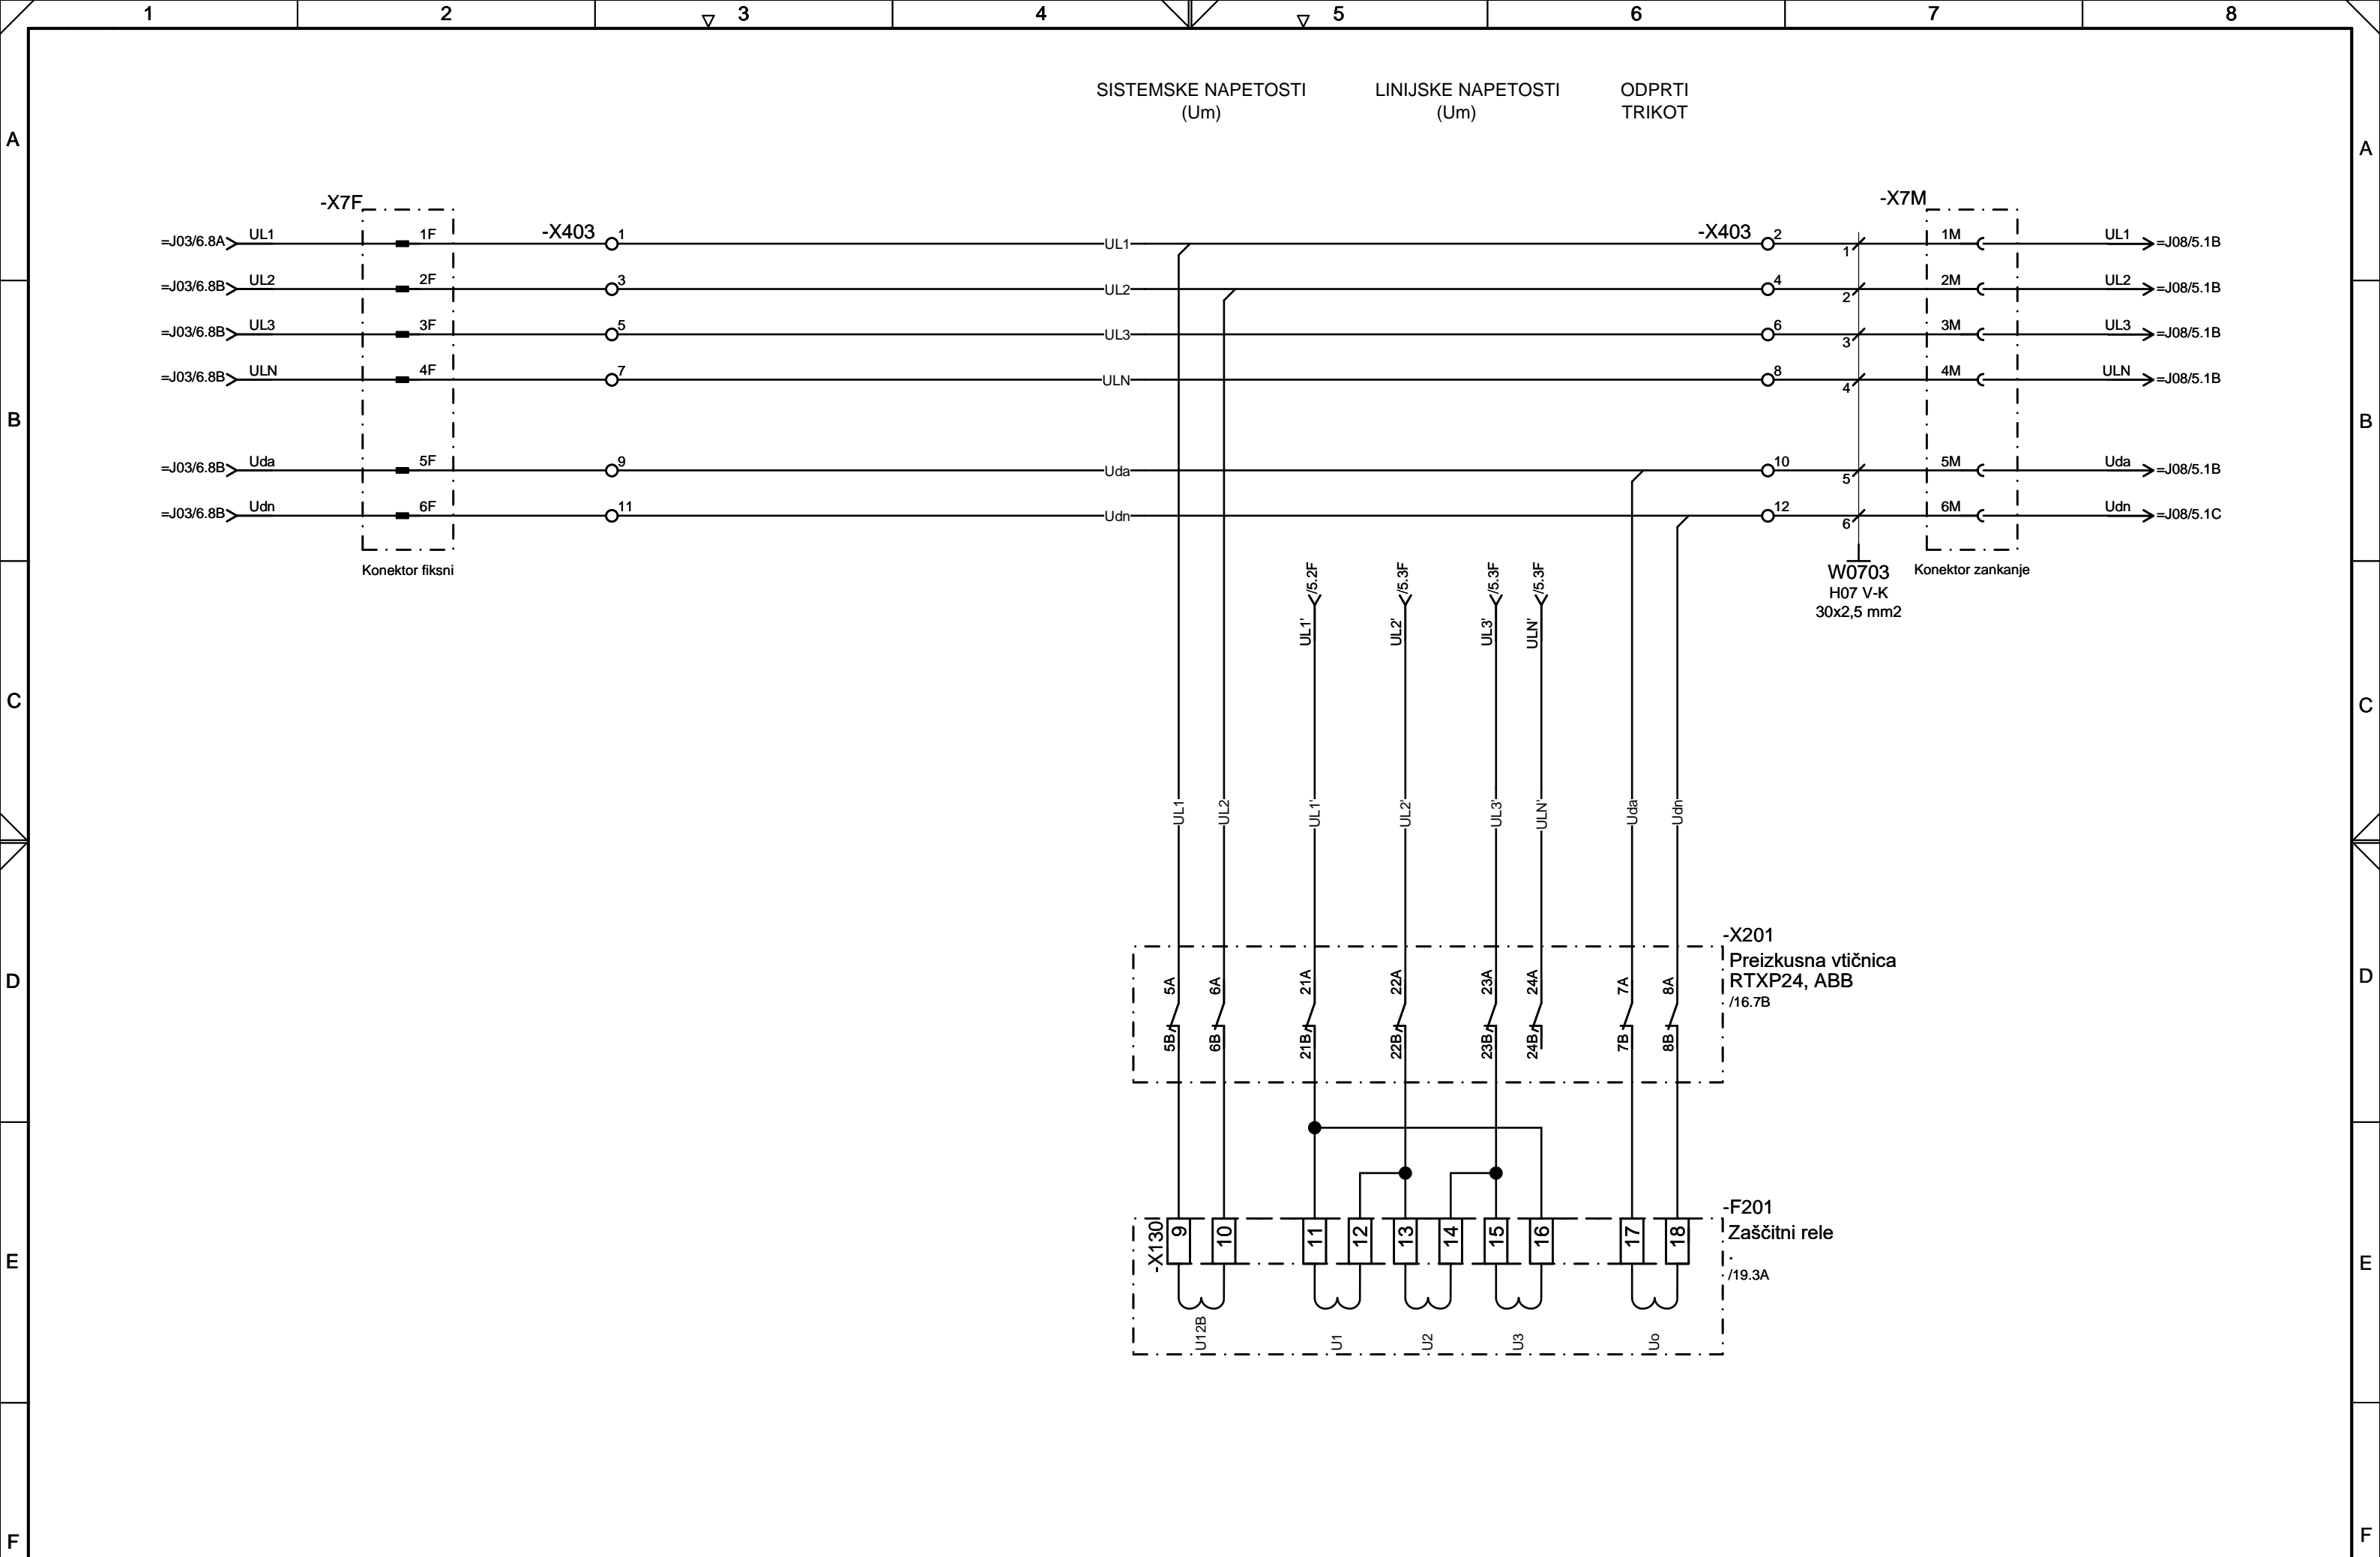 1 2 3 4 5 6 7 8
SISTEMSKE NAPETOSTI LINIJSKE NAPETOSTI ODPRTI
(Um) (Um) TRIKOT
A A
-X7F -X7M
-X403 -X403
=J03/6.8A UL1 1F 1 UL1 2 1 1M UL1 =J08/5.1B
=J03/6.8B UL2 2F 3 UL2 4 2 2M UL2 =J08/5.1B
=J03/6.8B UL3 3F 5 UL3 6 3 3M UL3 =J08/5.1B
=J03/6.8B ULN 4F 7 ULN 8 4 4M ULN =J08/5.1B
B B
=J03/6.8B Uda 5F 9 Uda 10 5 5M Uda =J08/5.1B
=J03/6.8B Udn 6F 11 Udn 12 6 6M Udn =J08/5.1C
Konektor fiksni W0703 Konektor zankanje
H07 V-K
30x2,5 mm2
/5.2F /5.3F /5.3F /5.3F
UL1' UL2' UL3' ULN'
C C
UL1 UL2 UL1' UL2' UL3' ULN' Uda Udn
-X201
Preizkusna vtičnica
RTXP24, ABB
/16.7B
D D
5A 6A 21A 22A 23A 24A 7A 8A
5B 6B 21B 22B 23B 24B 7B 8B
-F201
Zaščitni rele
.
/19.3A
-X130 9 10 11 12 13 14 15 16 17 18
E E
U12B U1 U2 U3 Uo
F F